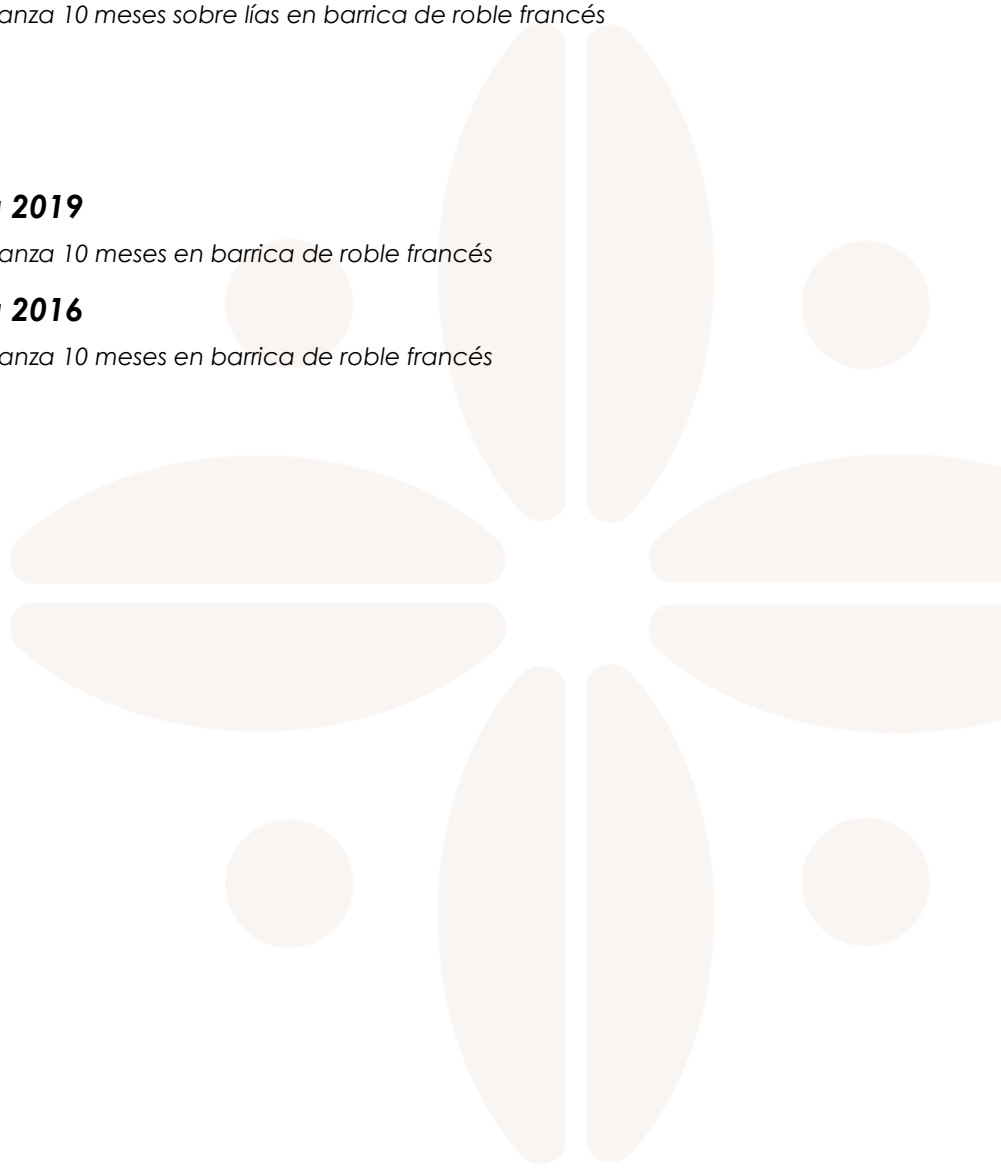 anza 10 meses sobre lías en barrica de roble francés
2019
anza 10 meses en barrica de roble francés
2016
anza 10 meses en barrica de roble francés